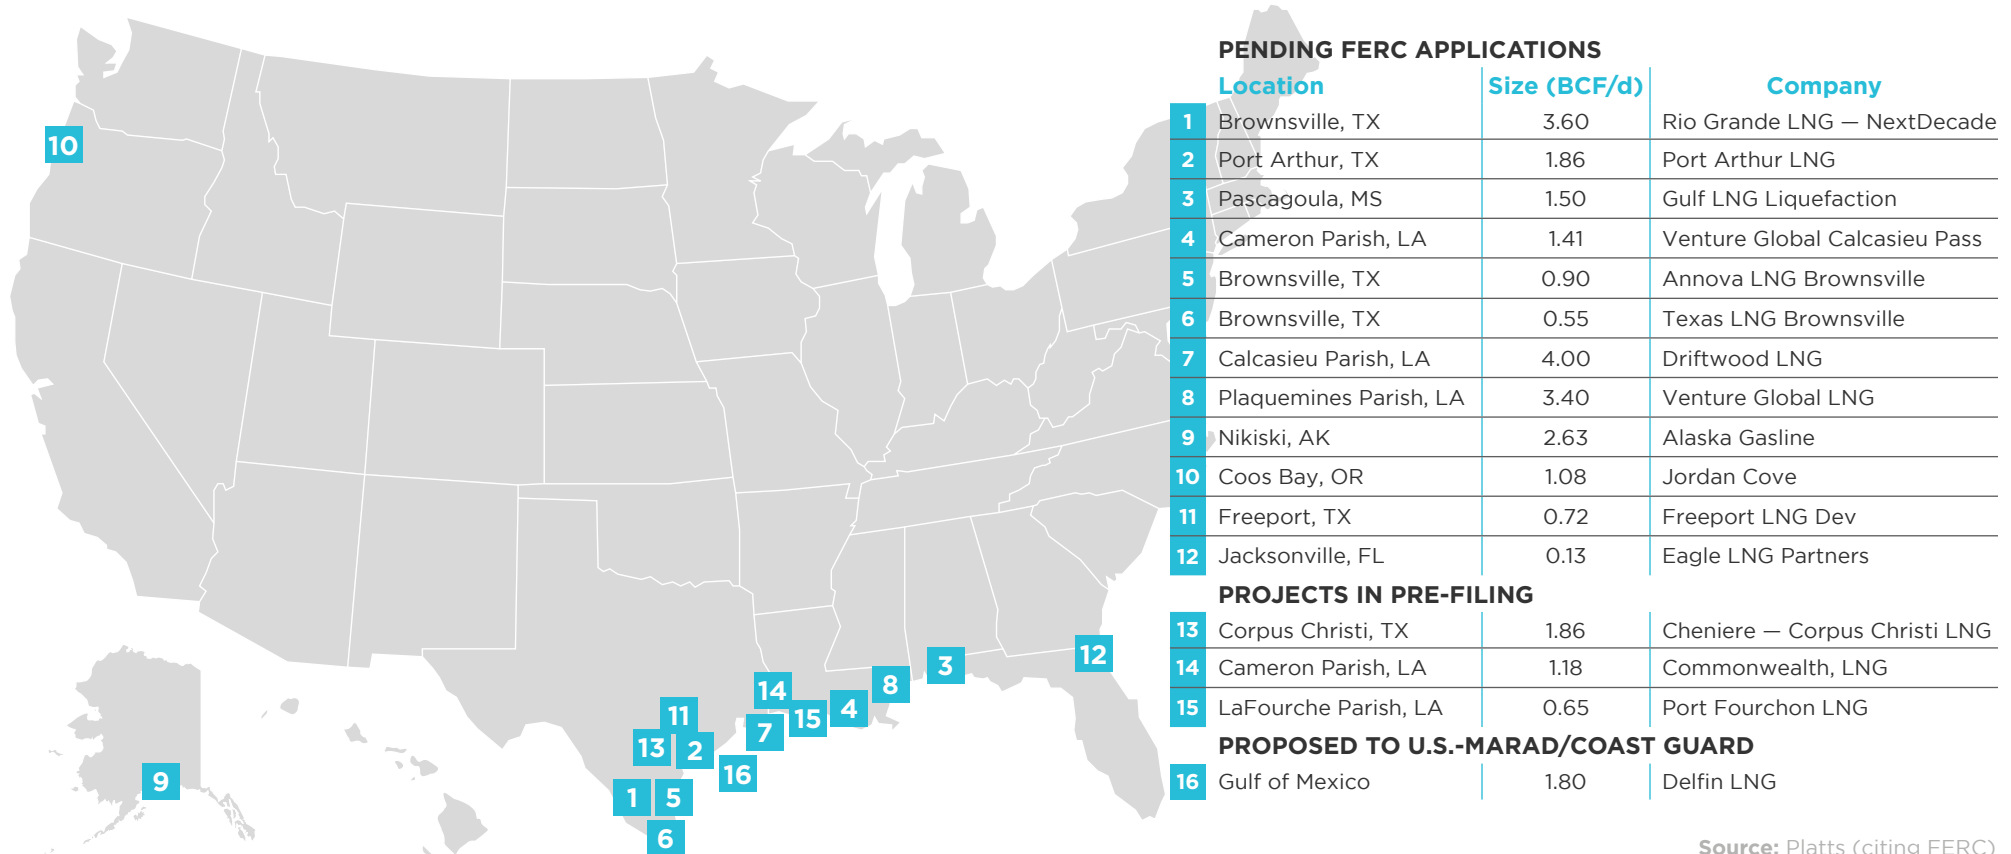 PENDING FERC APPLICATIONS
Location Size (BCF/d) Company
1 Brownsville, TX 3.60 Rio Grande LNG — NextDecade
2 Port Arthur, TX 1.86 Port Arthur LNG
3 Pascagoula, MS 1.50 Gulf LNG Liquefaction
4 Cameron Parish, LA 1.41 Venture Global Calcasieu Pass
5 Brownsville, TX 0.90 Annova LNG Brownsville
6 Brownsville, TX 0.55 Texas LNG Brownsville
7 Calcasieu Parish, LA 4.00 Driftwood LNG
8 Plaquemines Parish, LA 3.40 Venture Global LNG
9 Nikiski, AK 2.63 Alaska Gasline
10 Coos Bay, OR 1.08 Jordan Cove
11 Freeport, TX 0.72 Freeport LNG Dev
12 Jacksonville, FL 0.13 Eagle LNG Partners
PROJECTS IN PRE-FILING
13 Corpus Christi, TX 1.86 Cheniere — Corpus Christi LNG
14 Cameron Parish, LA 1.18 Commonwealth, LNG
15 LaFourche Parish, LA 0.65 Port Fourchon LNG
PROPOSED TO U.S.-MARAD/COAST GUARD
16 Gulf of Mexico 1.80 Delfin LNG
Source: Platts (citing FERC)
10
12
3
8
14
4
15
11
7
13
2
16
9
1
5
6